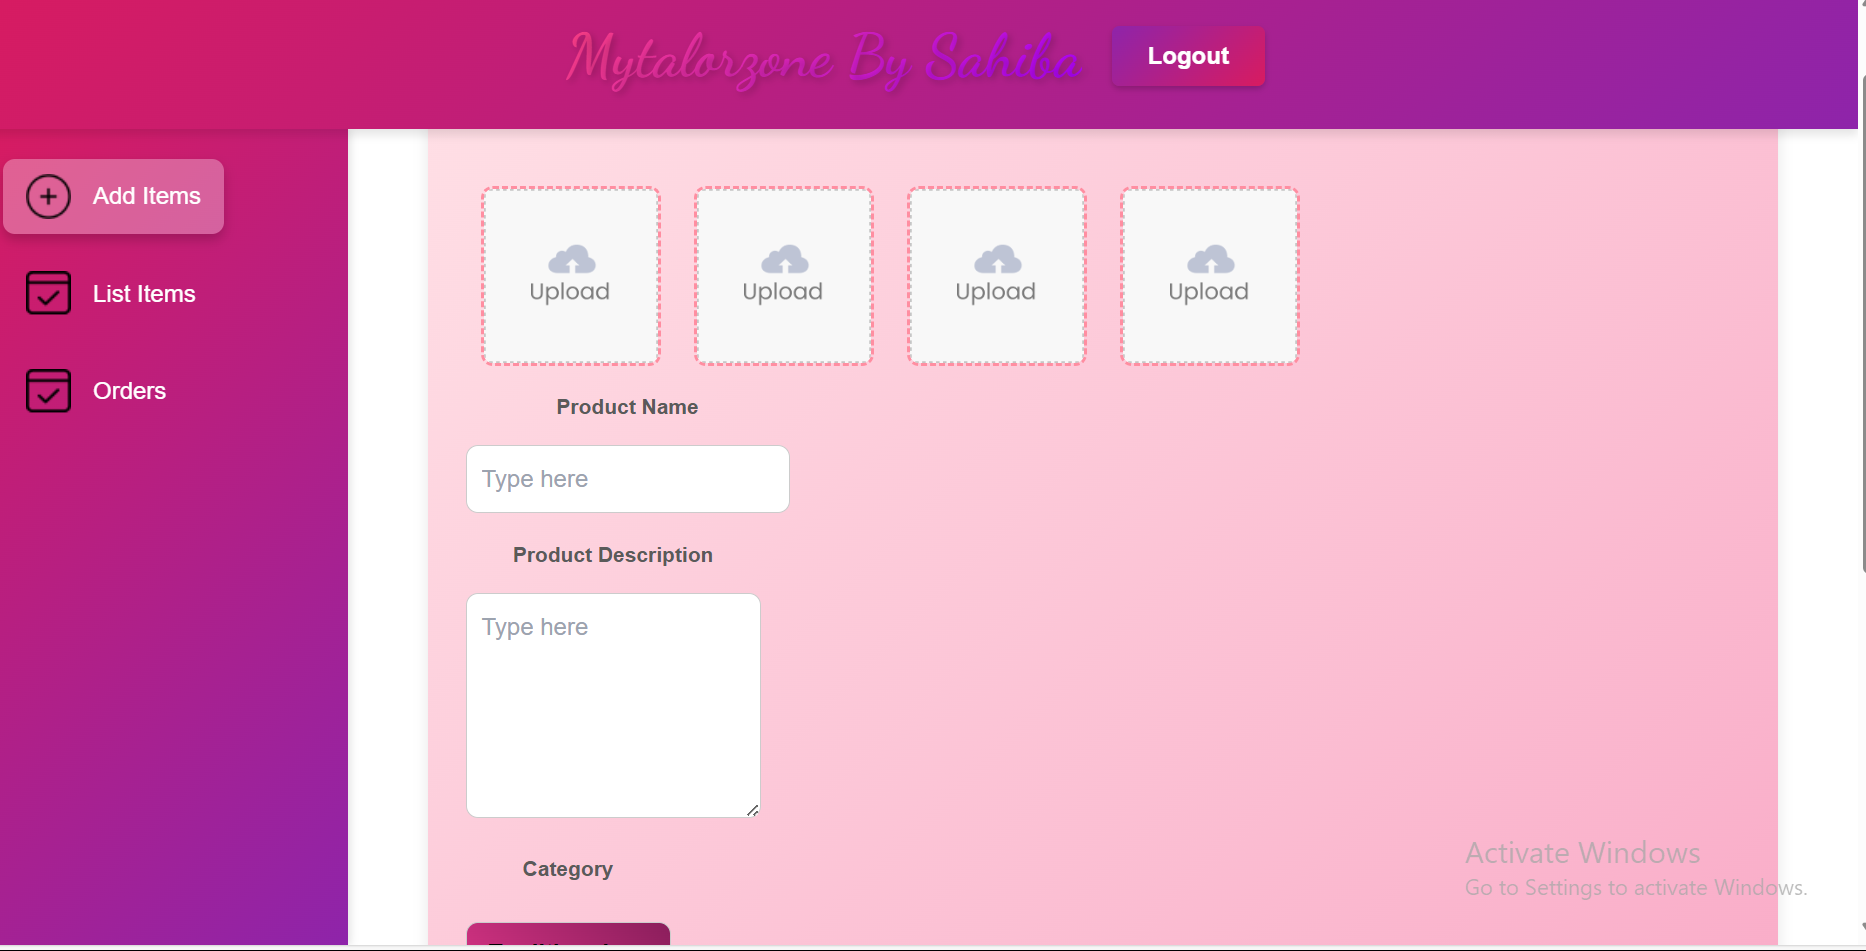 Mytalorzone By Sahiba
Logout
Add Items
List Items
Orders
Upload
Upload
Upload
Upload
Product Name
Type here
Product Description
Type here
Category
Activate Windows
Go to Settings to activate Windows.